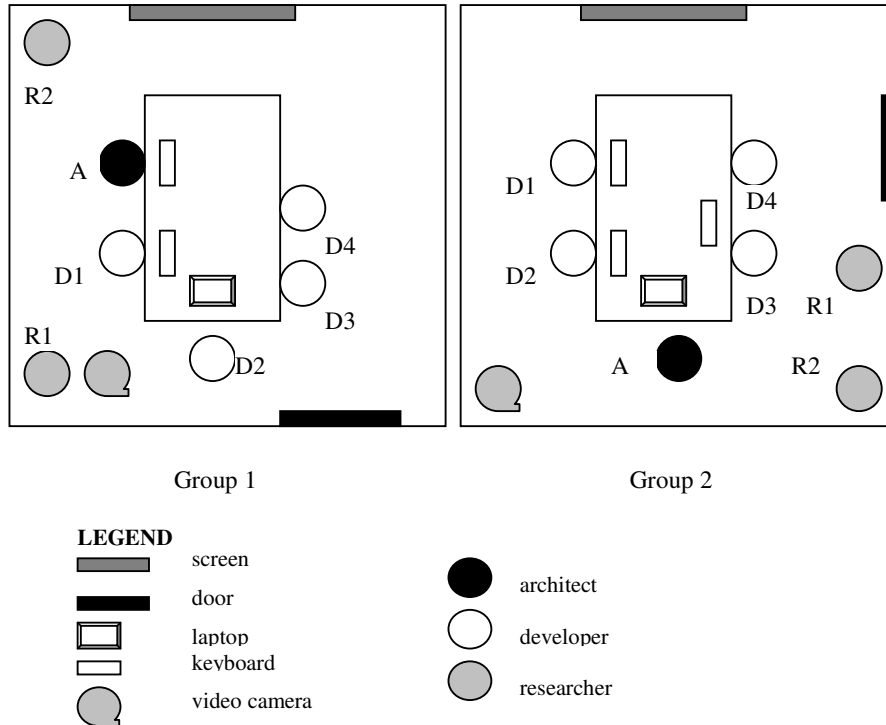 R2
A
D1
D4
D3
R1
D2
D1
D4
D2
D3
R1
A
R2
Group 1
Group 2
LEGEND
screen
door
laptop
keyboard
video camera
architect
developer
researcher